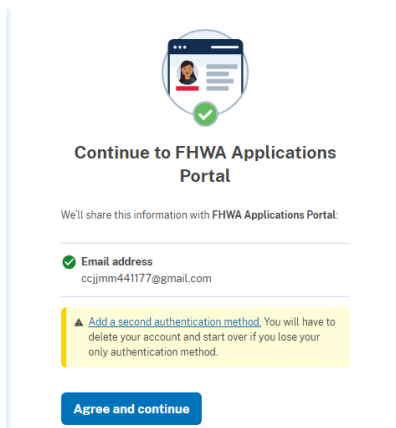 Continue to FHWA Applications
Portal
We'll share this information with FHWA Applications Portal:
Email address
ccjjmm441177@gmail.com
Add a second authentication method. You will have to
delete your account and start over if you lose your
only authentication method.
Agree and continue